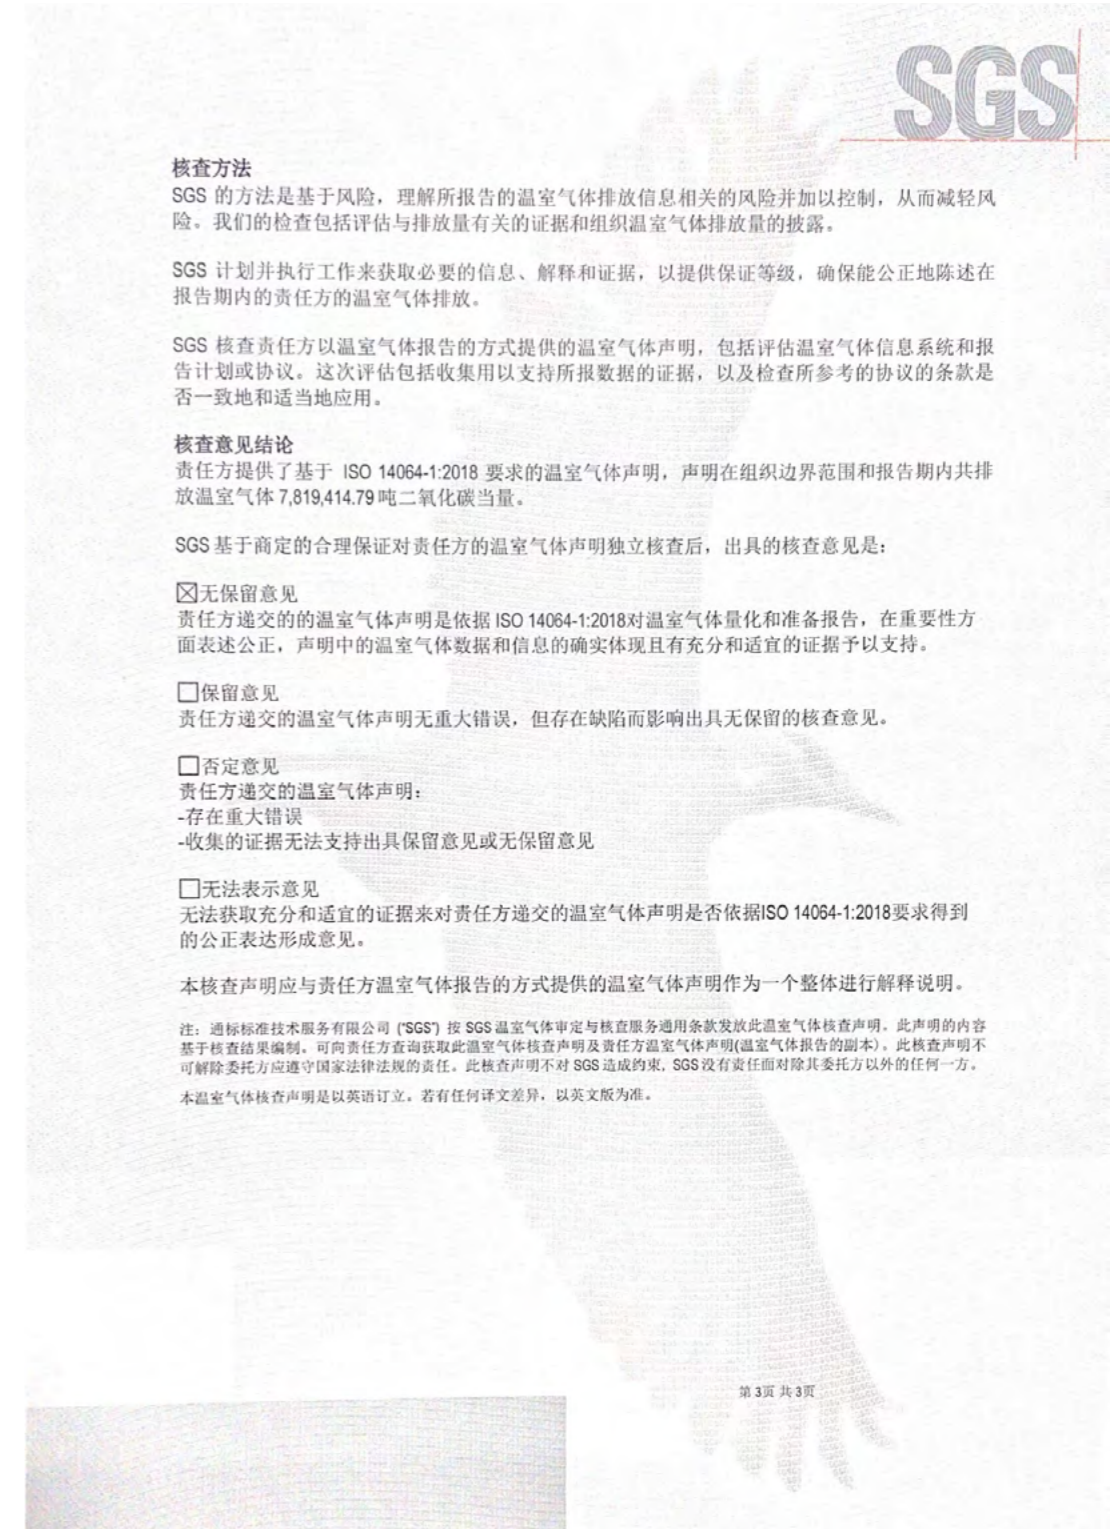 SGS
核查方法
SGS 的方法是基于风险，理解所报告的温室气体排放信息相关的风险并加以控制，从而减轻风
险。我们的检查包括评估与排放量有关的证据和组织温室气体排放量的披露。
SGS 计划并执行工作来获取必要的信息、解释和证据，以提供保证等级，确保能公正地陈述在
报告期内的责任方的温室气体排放。
SGS 核查责任方以温室气体报告的方式提供的温室气体声明，包括评估温室气体信息系统和报
告计划或协议。这次评估包括收集用以支持所报数据的证据，以及检查所参考的协议的条款是
否一致地和适当地应用。
核查意见结论
责任方提供了基于 ISO 14064-1:2018 要求的温室气体声明，声明在组织边界范围和报告期内共排
放温室气体 7,819,414.79 吨二氧化碳当量。
SGS 基于商定的合理保证对责任方的温室气体声明独立核查后，出具的核查意见是：
☒无保留意见
责任方递交的的温室气体声明是依据 ISO 14064-1:2018对温室气体量化和准备报告，在重要性方
面表述公正，声明中的温室气体数据和信息的确实体现且有充分和适宜的证据予以支持。
☐保留意见
责任方递交的温室气体声明无重大错误，但存在缺陷而影响出具无保留的核查意见。
☐否定意见
责任方递交的温室气体声明：
-存在重大错误
-收集的证据无法支持出具保留意见或无保留意见
☐无法表示意见
无法获取充分和适宜的证据来对责任方递交的温室气体声明是否依据ISO 14064-1:2018要求得到
的公正表达形成意见。
本核查声明应与责任方温室气体报告的方式提供的温室气体声明作为一个整体进行解释说明。
注：通标标准技术服务有限公司 ("SGS") 按 SGS 温室气体审定与核查服务通用条款发放此温室气体核查声明。此声明的内容
基于核查结果编制。可向责任方查询获取此温室气体核查声明及责任方温室气体声明(温室气体报告的副本)。此核查声明不
可解除委托方应遵守国家法律法规的责任。此核查声明不对 SGS 造成约束, SGS 没有责任面对除其委托方以外的任何一方。
本温室气体核查声明是以英语订立。若有任何译文差异，以英文版为准。
第 3页 共 3页